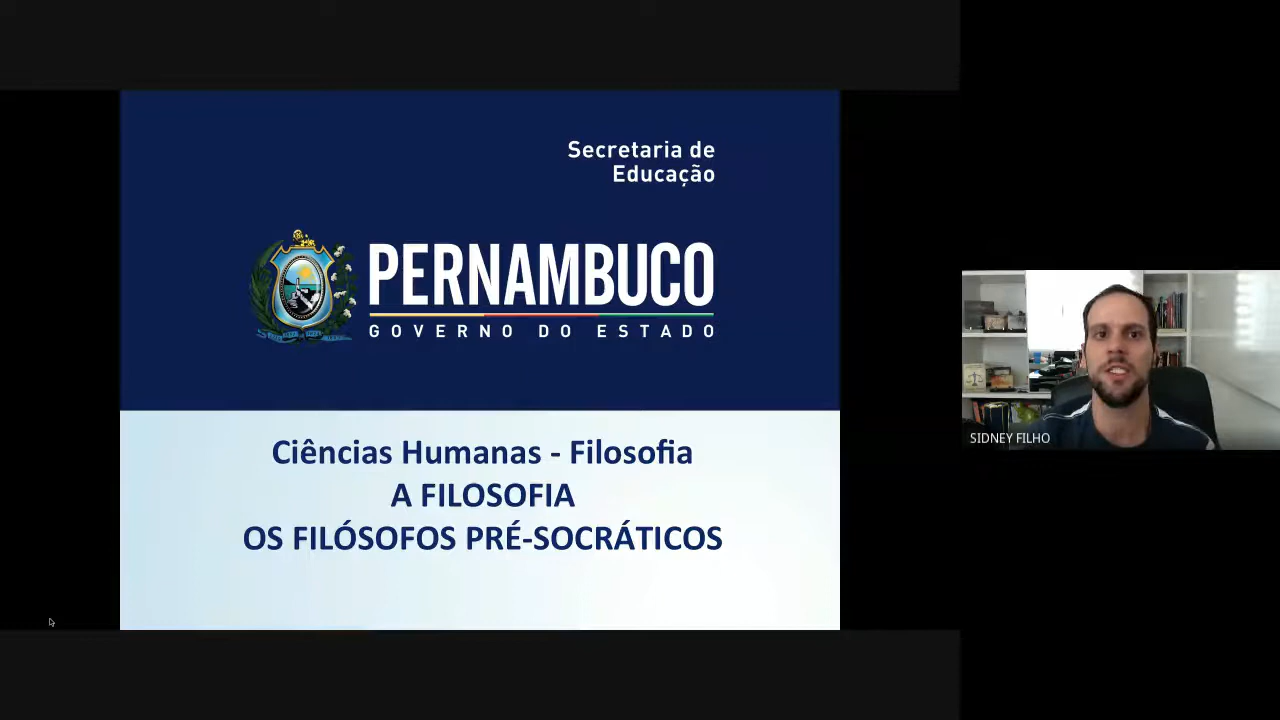 Secretaria de
Educação
PERNAMBUCO
GOVERNO DO ESTADO
Ciências Humanas - Filosofia
A FILOSOFIA
OS FILÓSOFOS PRÉ-SOCRÁTICOS
SIDNEY FILHO